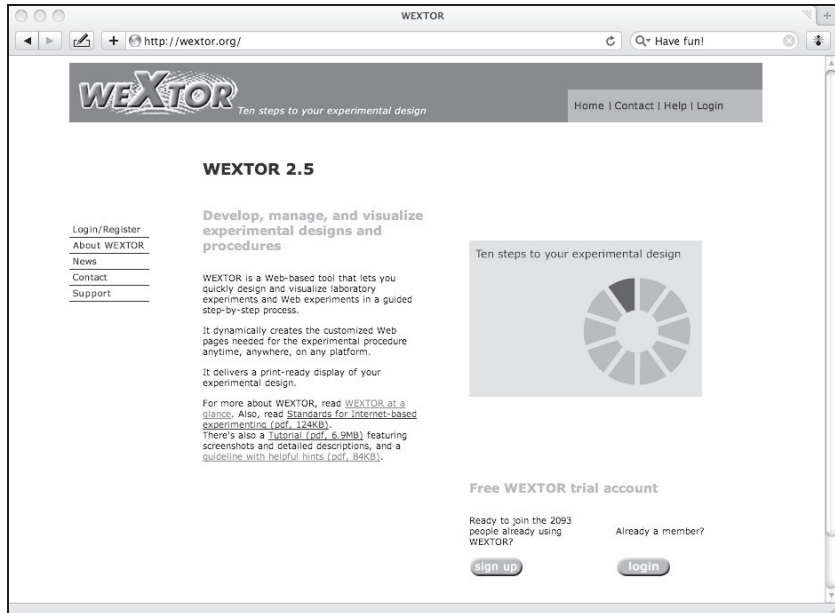 WEXTOR
http://wextor.org/
Have fun!
WEXTOR
Ten steps to your experimental design
Home | Contact | Help | Login
WEXTOR 2.5
Login/Register
About WEXTOR
News
Contact
Support
Develop, manage, and visualize
experimental designs and
procedures
WEXTOR is a Web-based tool that lets you
quickly design and visualize laboratory
experiments and Web experiments in a guided
step-by-step process.
It dynamically creates the customized Web
pages needed for the experimental procedure
anytime, anywhere, on any platform.
It delivers a print-ready display of your
experimental design.
For more about WEXTOR, read WEXTOR at a
glance. Also, read Standards for Internet-based
experimenting (pdf, 124KB).
There's also a Tutorial (pdf, 6.9MB) featuring
screenshots and detailed descriptions, and a
guideline with helpful hints (pdf, 84KB).
Ten steps to your experimental design
Free WEXTOR trial account
Ready to join the 2093
people already using
WEXTOR?
sign up
Already a member?
login